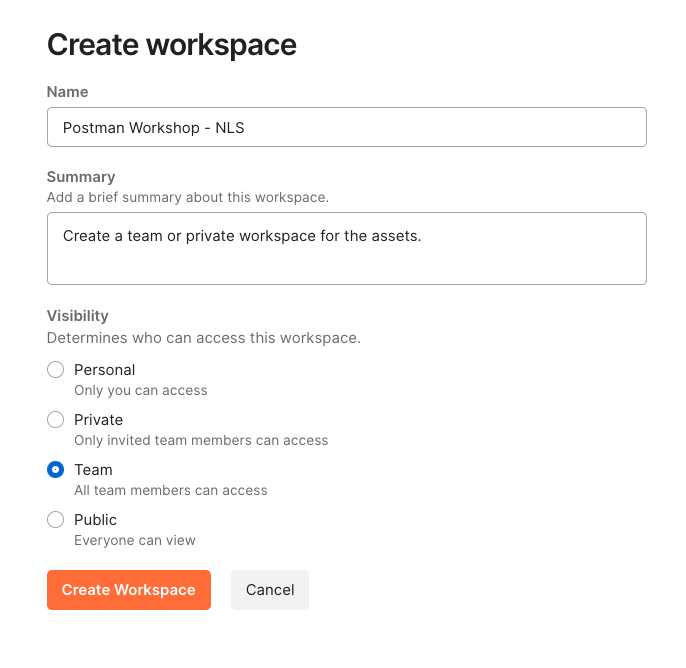 Create workspace
Name
Postman Workshop - NLS
Summary
Add a brief summary about this workspace.
Create a team or private workspace for the assets.
Visibility
Determines who can access this workspace.
Personal
Only you can access
Private
Only invited team members can access
Team
All team members can access
Public
Everyone can view
Create Workspace Cancel